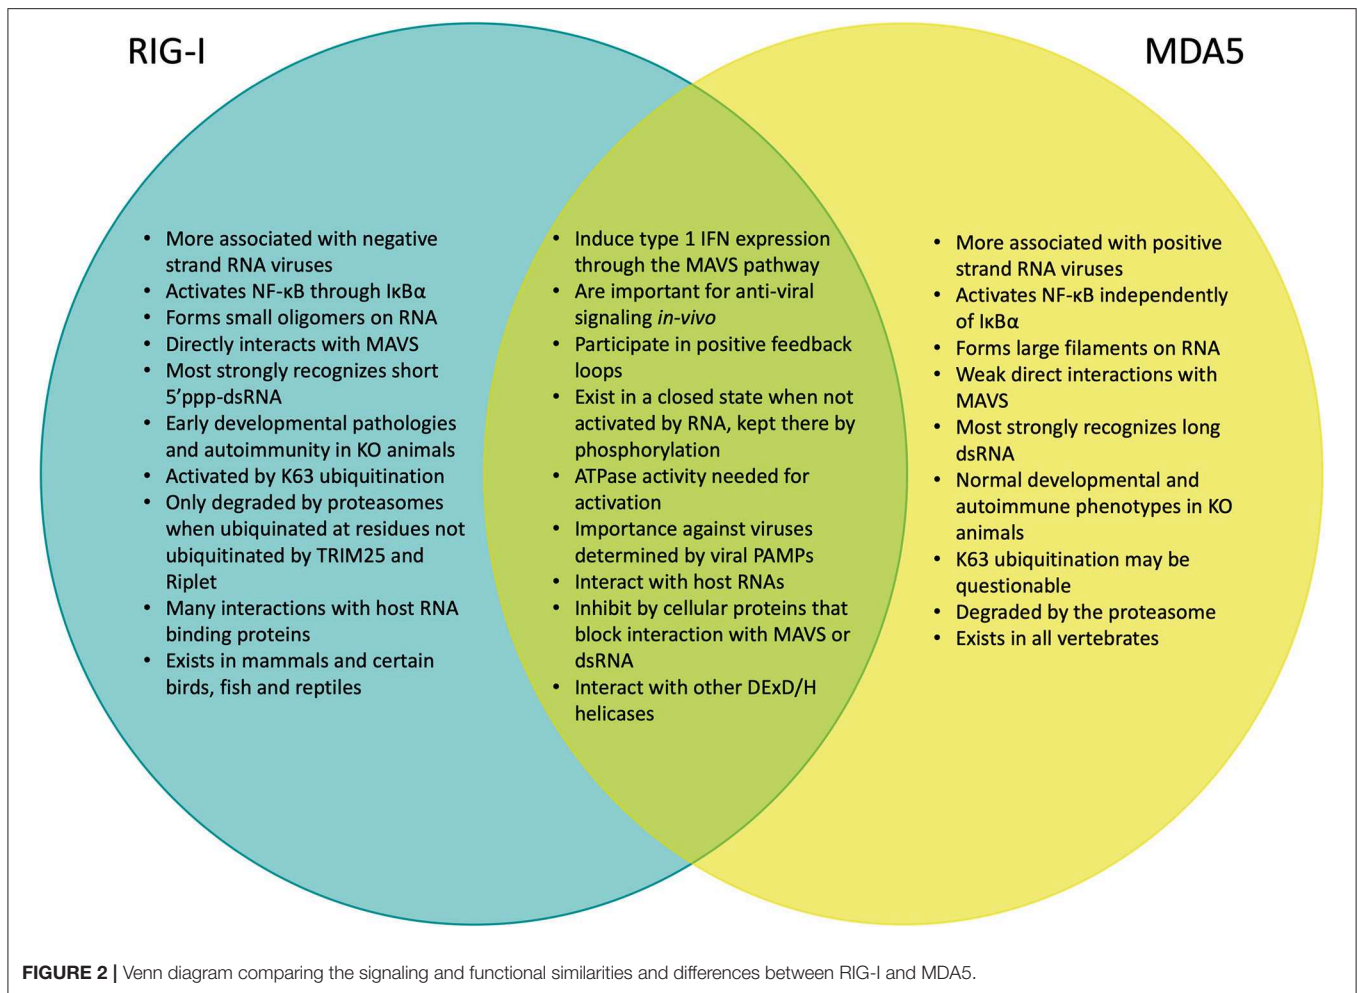 RIG-I
MDA5
• More associated with negative
strand RNA viruses
• Activates NF-κB through IκBα
• Forms small oligomers on RNA
• Directly interacts with MAVS
• Most strongly recognizes short
5’ppp-dsRNA
• Early developmental pathologies
and autoimmunity in KO animals
• Activated by K63 ubiquitination
• Only degraded by proteasomes
when ubiquinated at residues not
ubiquitinated by TRIM25 and
Riplet
• Many interactions with host RNA
binding proteins
• Exists in mammals and certain
birds, fish and reptiles
• Induce type 1 IFN expression
through the MAVS pathway
• Are important for anti-viral
signaling in-vivo
• Participate in positive feedback
loops
• Exist in a closed state when not
activated by RNA, kept there by
phosphorylation
• ATPase activity needed for
activation
• Importance against viruses
determined by viral PAMPs
• Interact with host RNAs
• Inhibit by cellular proteins that
block interaction with MAVS or
dsRNA
• Interact with other DExD/H
helicases
• More associated with positive
strand RNA viruses
• Activates NF-κB independently
of IκBα
• Forms large filaments on RNA
• Weak direct interactions with
MAVS
• Most strongly recognizes long
dsRNA
• Normal developmental and
autoimmune phenotypes in KO
animals
• K63 ubiquitination may be
questionable
• Degraded by the proteasome
• Exists in all vertebrates
FIGURE 2 | Venn diagram comparing the signaling and functional similarities and differences between RIG-I and MDA5.